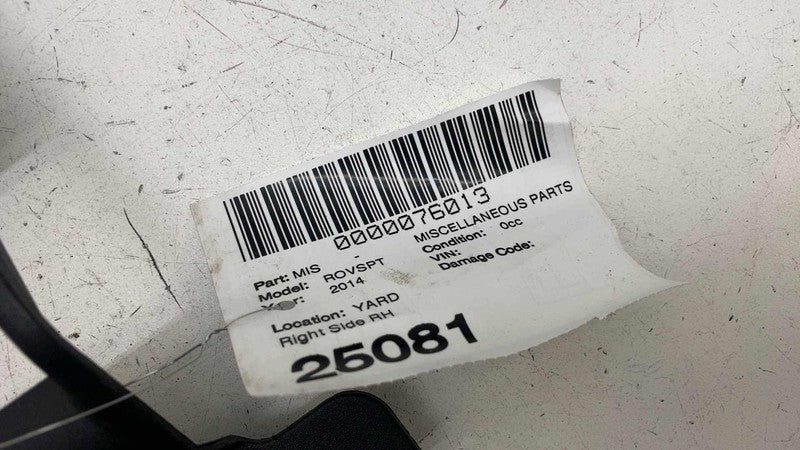 0000076013
Part: MIS - MISCELLANEOUS PARTS
Model: ROVSPT Condition: 0cc
Year: 2014 VIN:
Damage Code:
Location: YARD
Right Side RH
25081